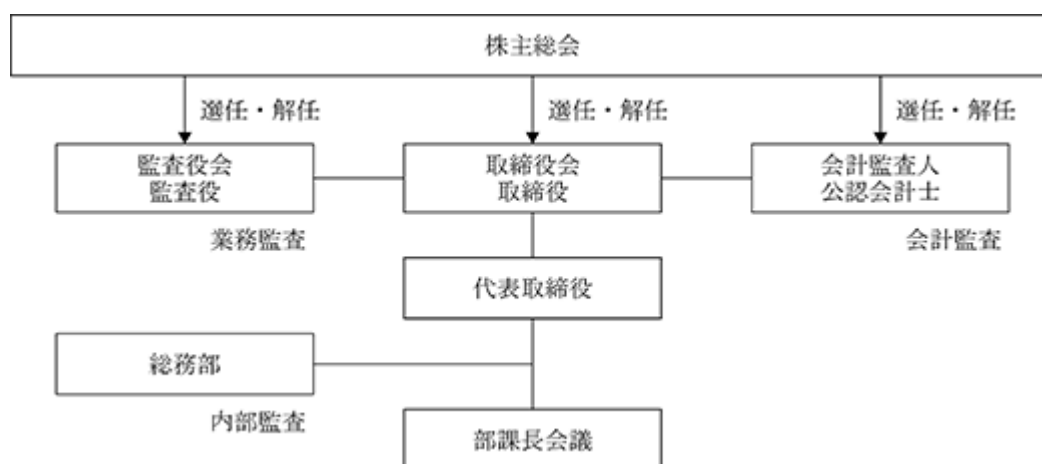 株主総会
選任・解任
選任・解任
選任・解任
監査役会
監査役
取締役会
取締役
会計監査人
公認会計士
業務監査
会計監査
代表取締役
総務部
内部監査
部課長会議